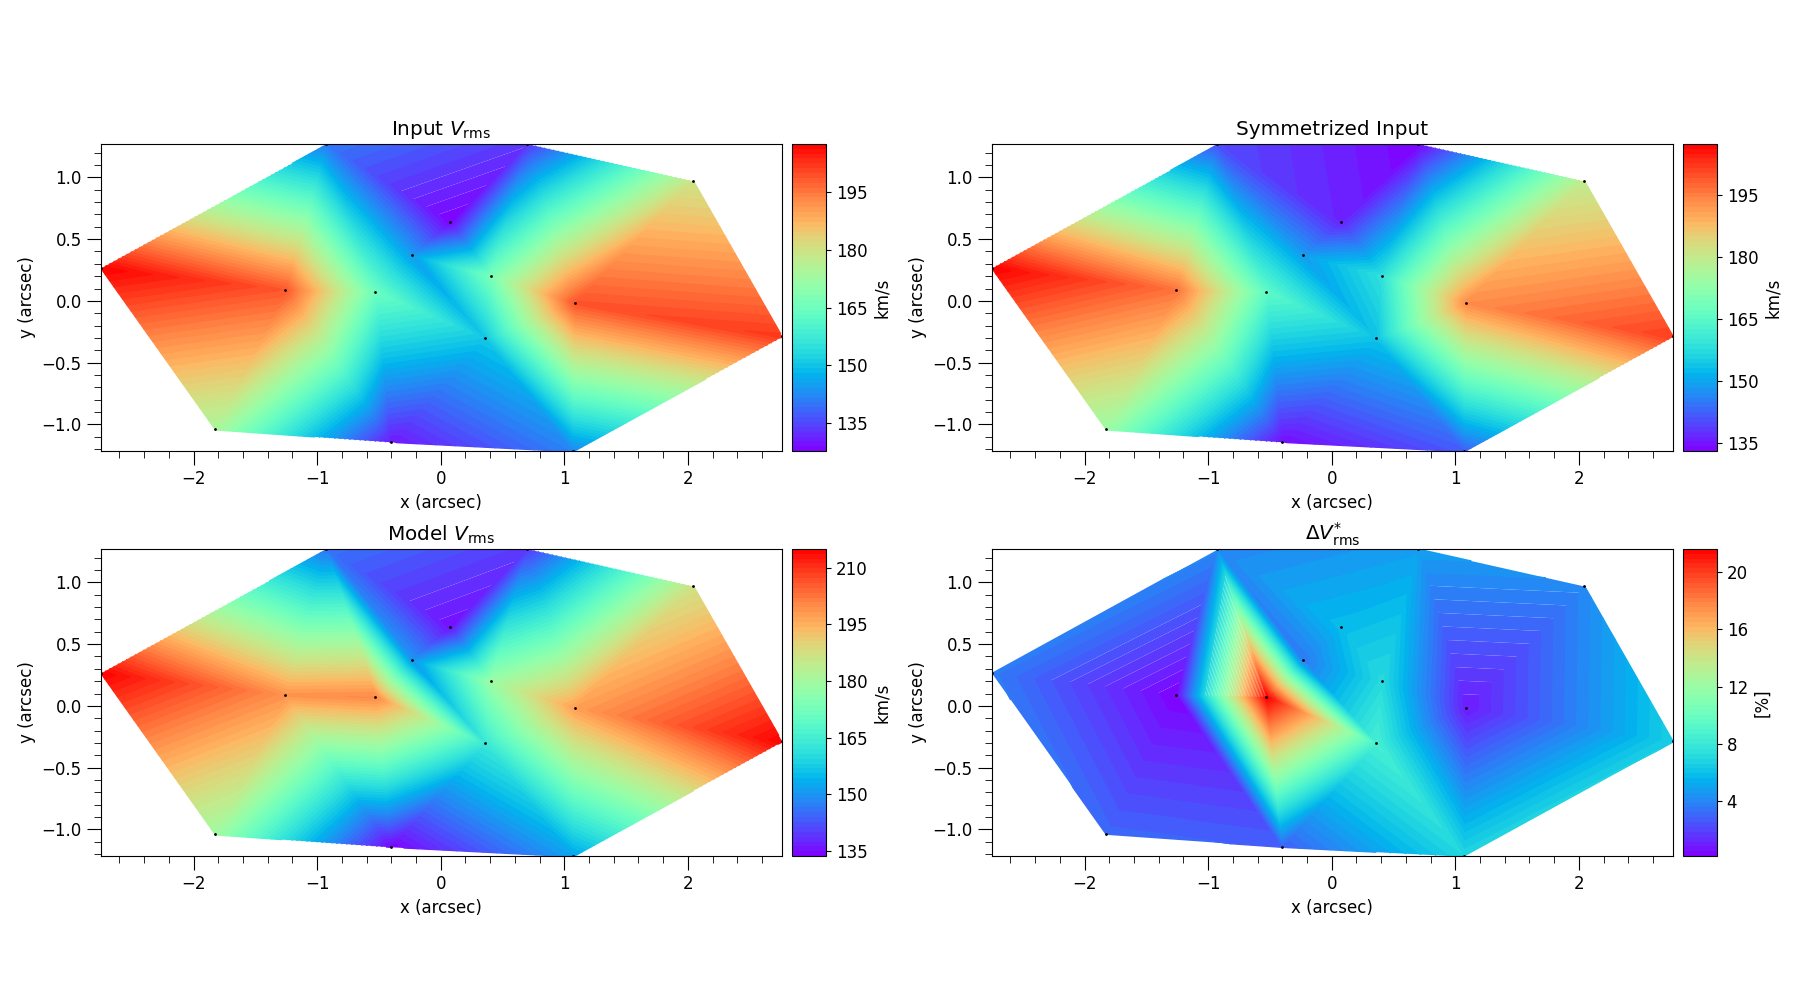 Input V_rms
1.0
0.5
0.0
−0.5
−1.0
y (arcsec)
−2 −1 0 1 2
x (arcsec)
195
180
165
150
135
km/s
Symmetrized Input
1.0
0.5
0.0
−0.5
−1.0
y (arcsec)
−2 −1 0 1 2
x (arcsec)
195
180
165
150
135
km/s
Model V_rms
1.0
0.5
0.0
−0.5
−1.0
y (arcsec)
−2 −1 0 1 2
x (arcsec)
210
195
180
165
150
135
km/s
ΔV*_rms
1.0
0.5
0.0
−0.5
−1.0
y (arcsec)
−2 −1 0 1 2
x (arcsec)
20
16
12
8
4
[%]